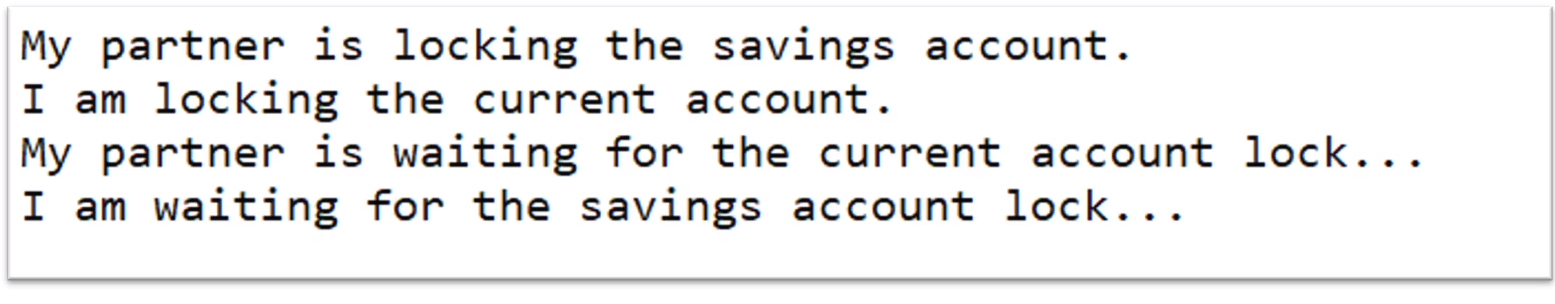 My partner is locking the savings account.
I am locking the current account.
My partner is waiting for the current account lock...
I am waiting for the savings account lock...